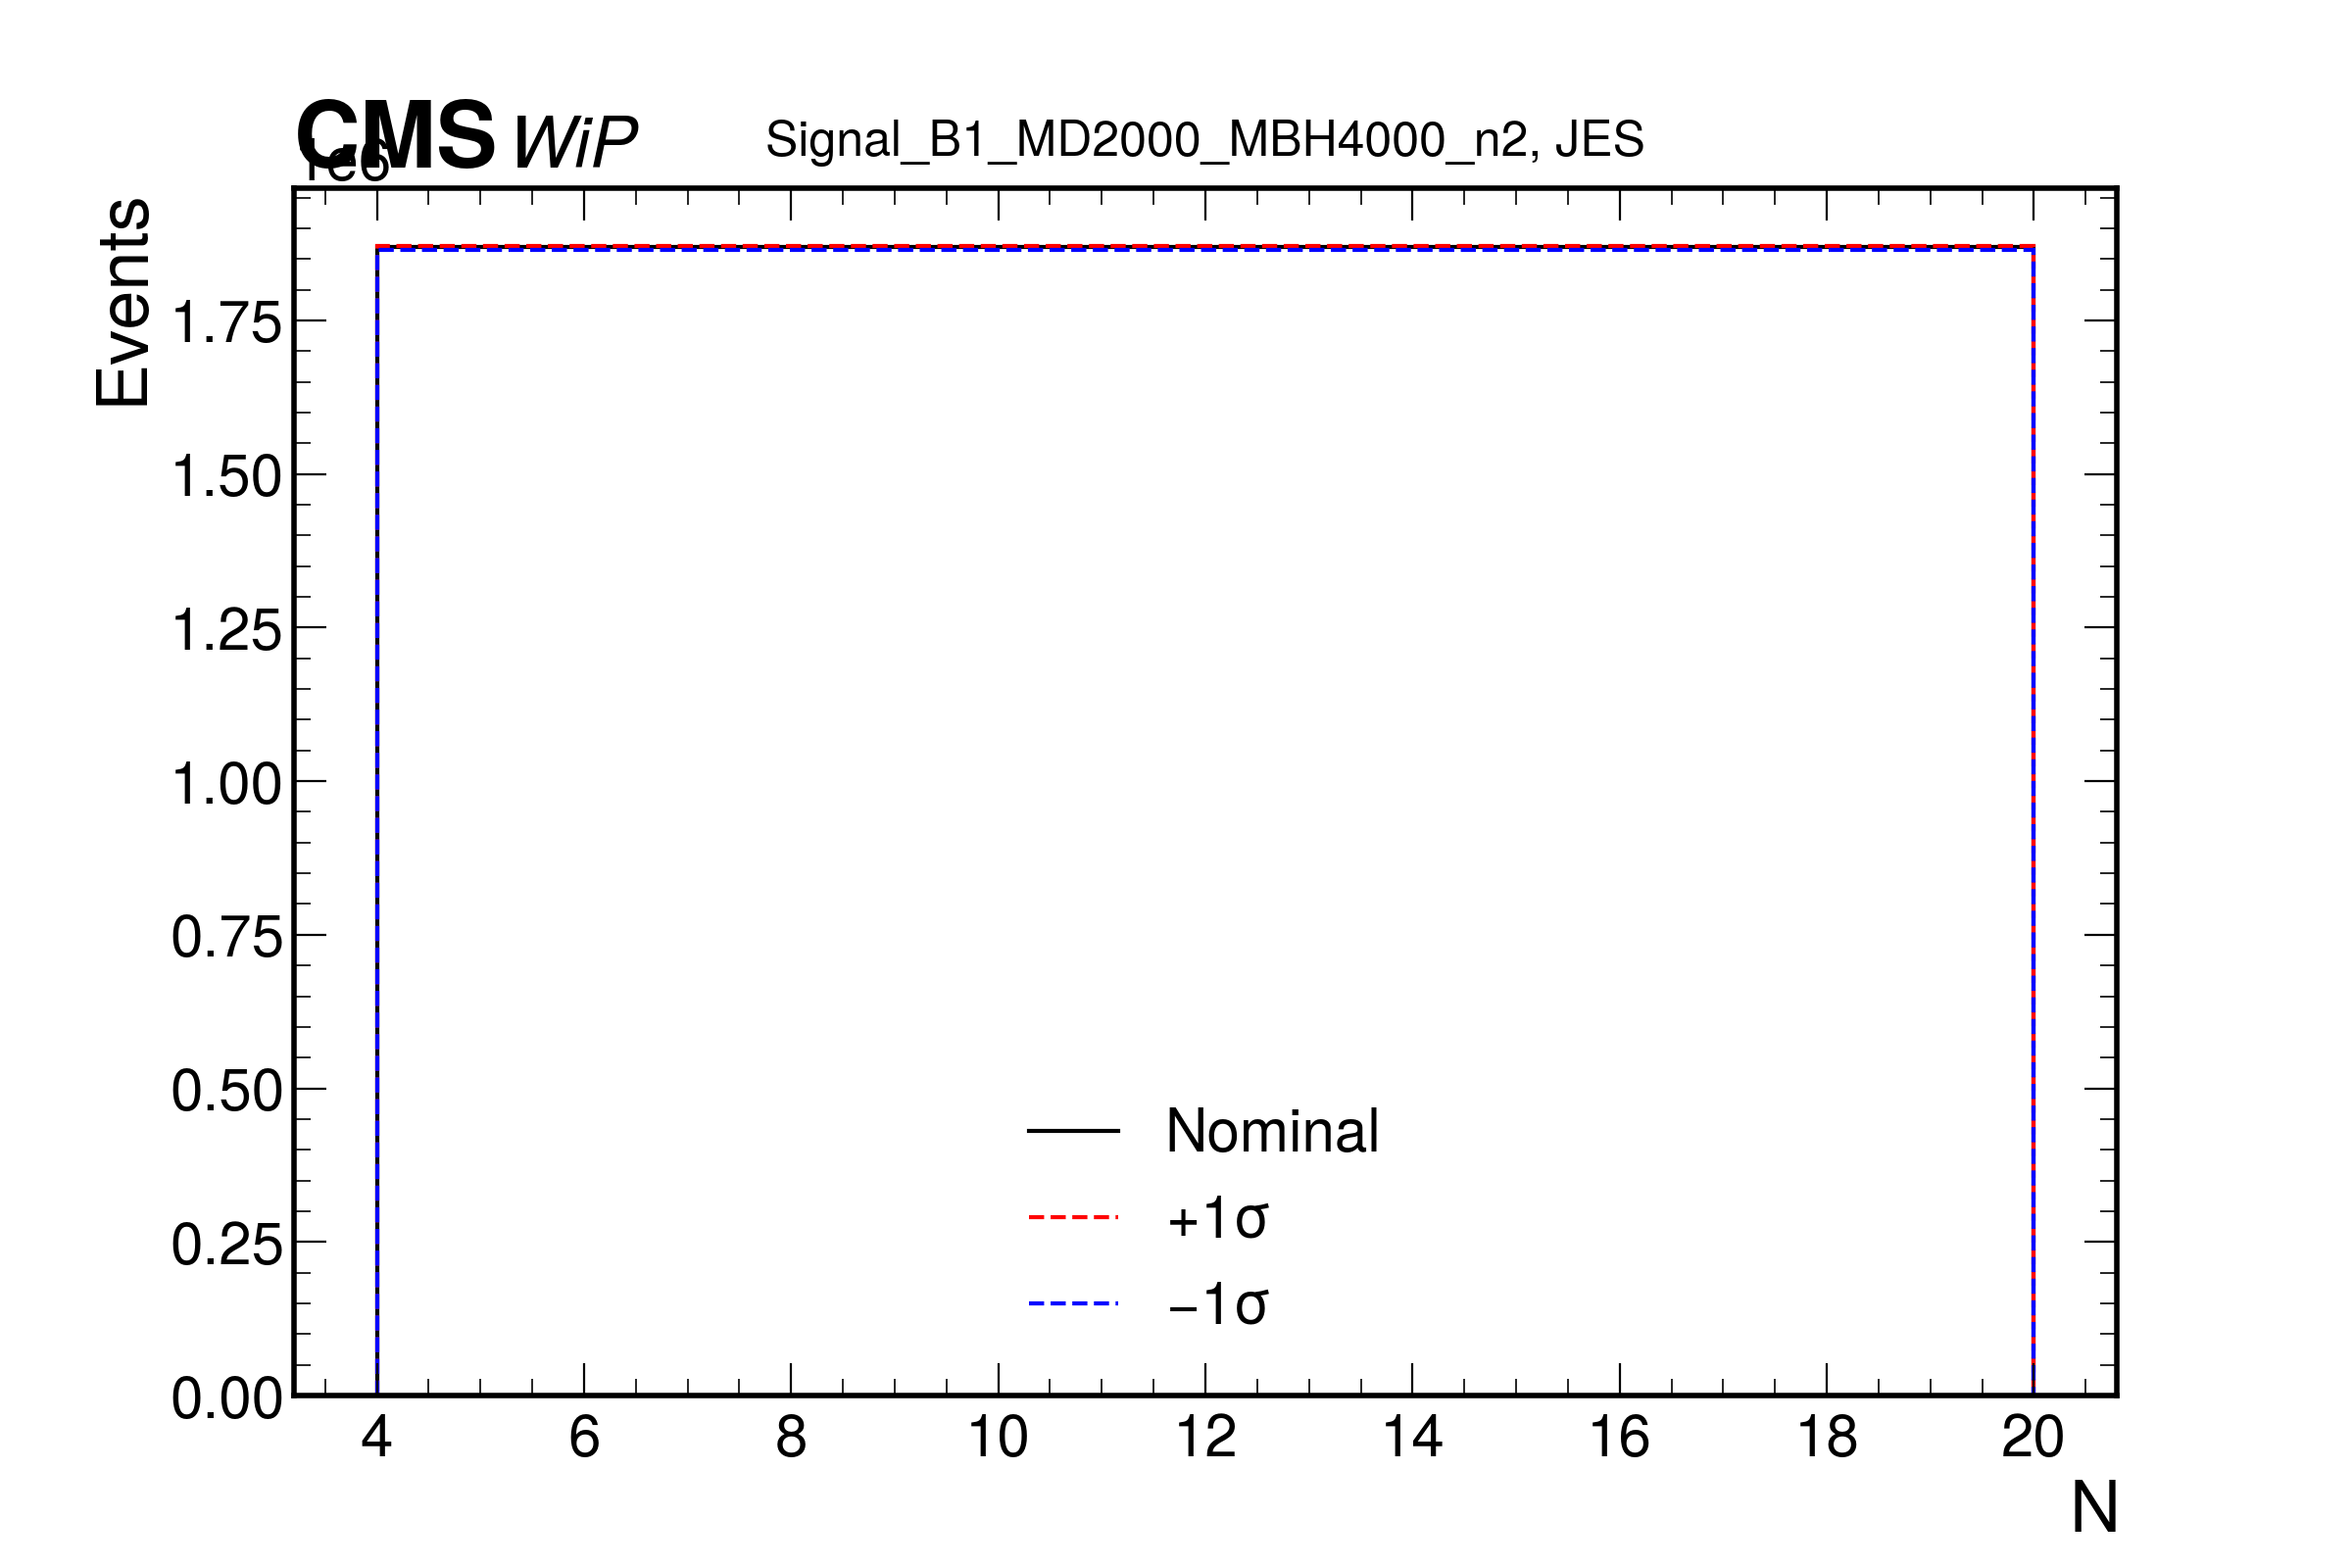 CMS WiP Signal_B1_MD2000_MBH4000_n2, JES
1e6
Events
1.75
1.50
1.25
1.00
0.75
0.50
0.25
0.00
Nominal
+1σ
−1σ
4 6 8 10 12 14 16 18 20
N